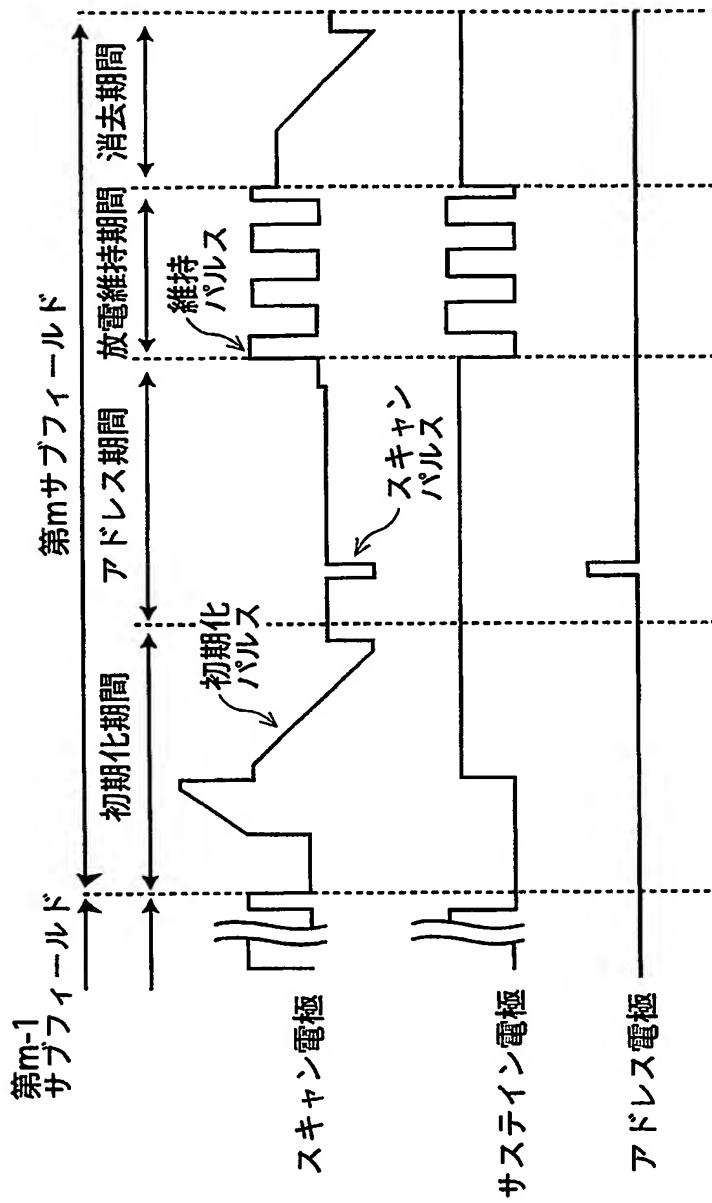 第m-1
サブフィールド
第mサブフィールド
初期化期間
アドレス期間
放電維持期間
消去期間
初期化
パルス
スキャン
パルス
維持
パルス
スキャン電極
サステイン電極
アドレス電極